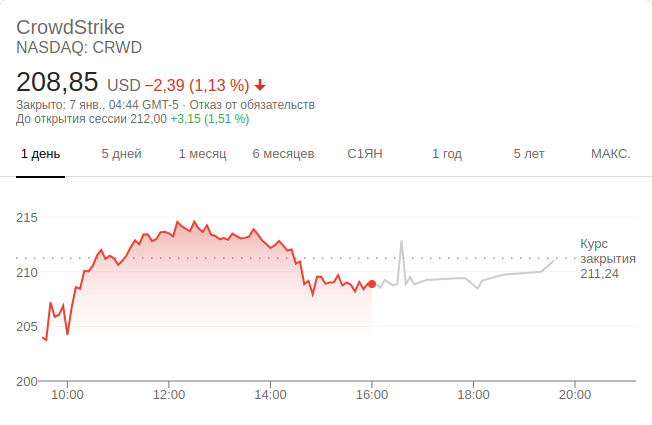 CrowdStrike
NASDAQ: CRWD
208,85 USD −2,39 (1,13 %)
Закрыто: 7 янв., 04:44 GMT-5 · Отказ от обязательств
До открытия сессии 212,00 +3,15 (1,51 %)
1 день 5 дней 1 месяц 6 месяцев С1ЯН 1 год 5 лет МАКС.
215
Курс
закрытия
211,24
210
205
200
10:00 12:00 14:00 16:00 18:00 20:00